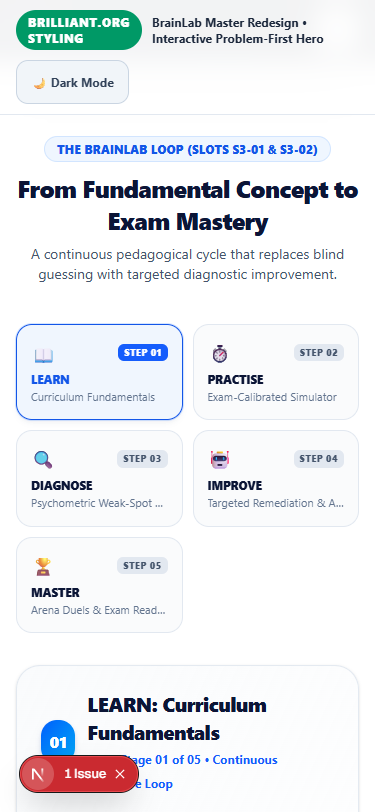 BRILLIANT.ORG
STYLING
BrainLab Master Redesign •
Interactive Problem-First Hero
🌙 Dark Mode
THE BRAINLAB LOOP (SLOTS S3-01 & S3-02)
From Fundamental Concept to
Exam Mastery
A continuous pedagogical cycle that replaces blind
guessing with targeted diagnostic improvement.
STEP 01
LEARN
Curriculum Fundamentals
STEP 02
PRACTISE
Exam-Calibrated Simulator
STEP 03
DIAGNOSE
Psychometric Weak-Spot ...
STEP 04
IMPROVE
Targeted Remediation & A...
STEP 05
MASTER
Arena Duels & Exam Read...
01
LEARN: Curriculum
Fundamentals
age 01 of 05 • Continuous
e Loop
N 1 Issue ×